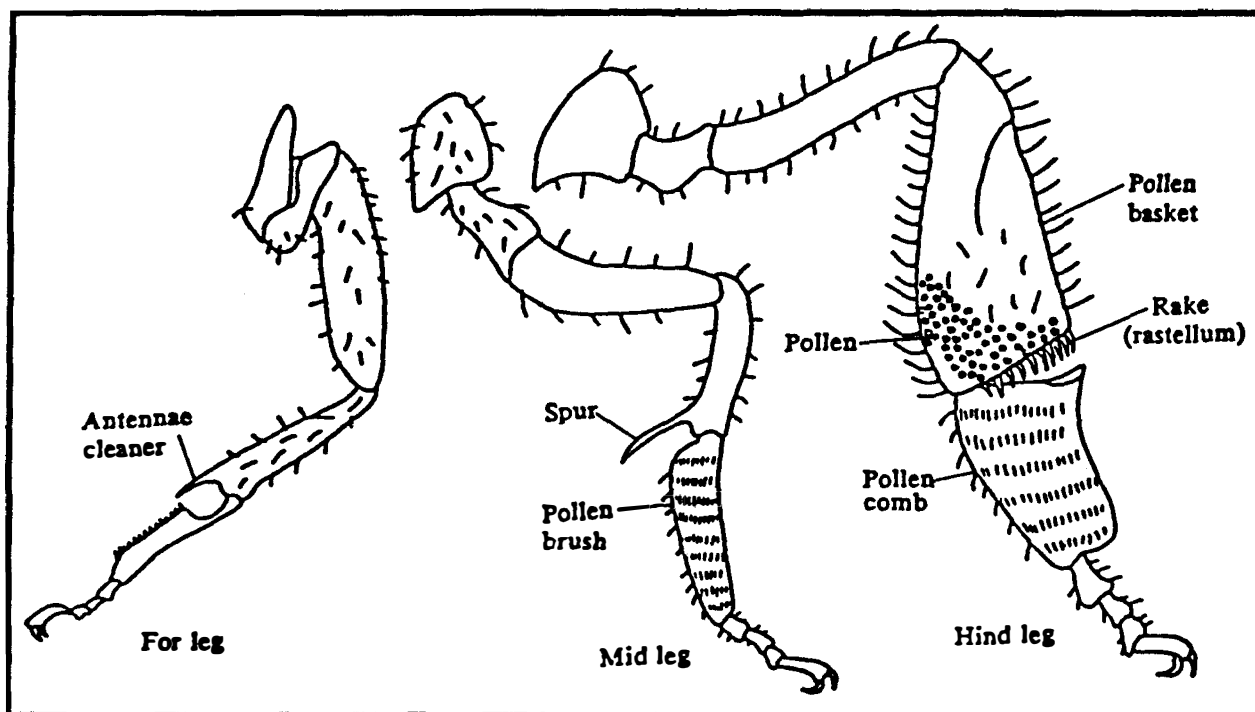 Antennae
cleaner
For leg
Spur
Pollen
brush
Mid leg
Pollen
basket
Rake
(rastellum)
Pollen
Pollen
comb
Hind leg